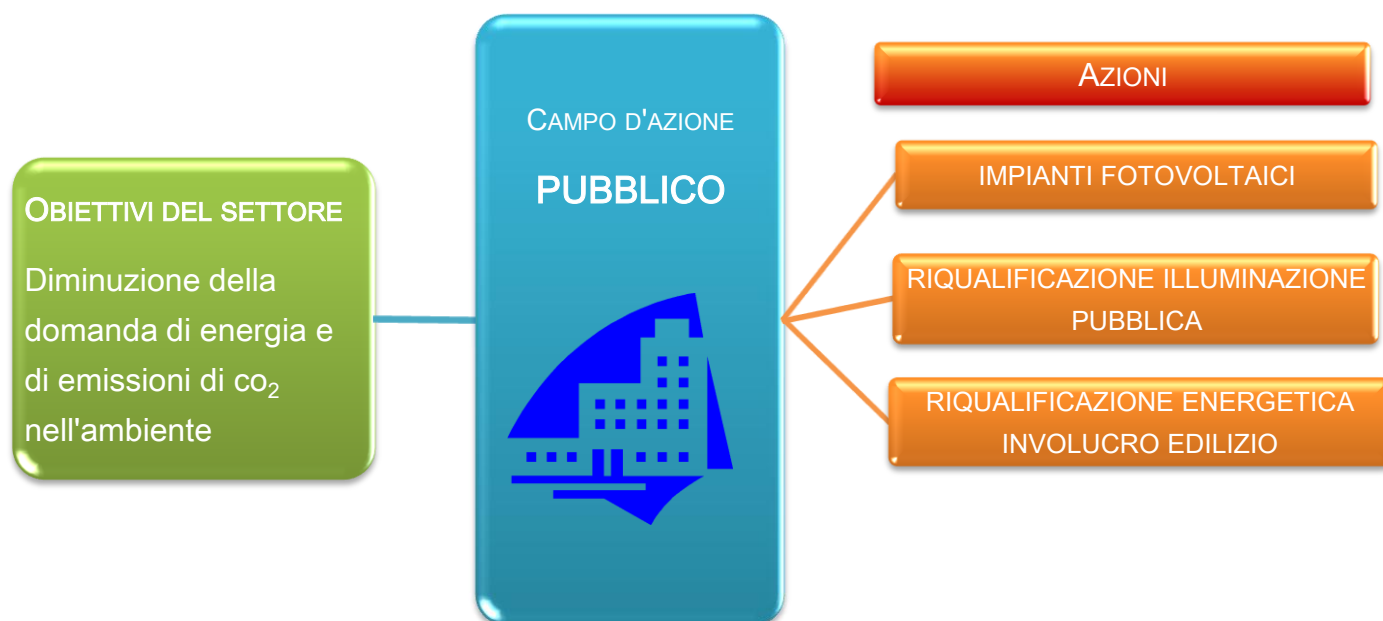 OBIETTIVI DEL SETTORE
Diminuzione della
domanda di energia e
di emissioni di co₂
nell'ambiente
CAMPO D'AZIONE
PUBBLICO
AZIONI
IMPIANTI FOTOVOLTAICI
RIQUALIFICAZIONE ILLUMINAZIONE
PUBBLICA
RIQUALIFICAZIONE ENERGETICA
INVOLUCRO EDILIZIO